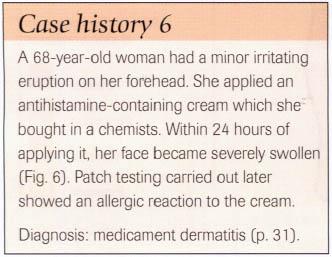 Case history 6
A 68-year-old woman had a minor irritating
eruption on her forehead. She applied an
antihistamine-containing cream which she
bought in a chemists. Within 24 hours of
applying it, her face became severely swollen
(Fig. 6). Patch testing carried out later
showed an allergic reaction to the cream.
Diagnosis: medicament dermatitis (p. 31).